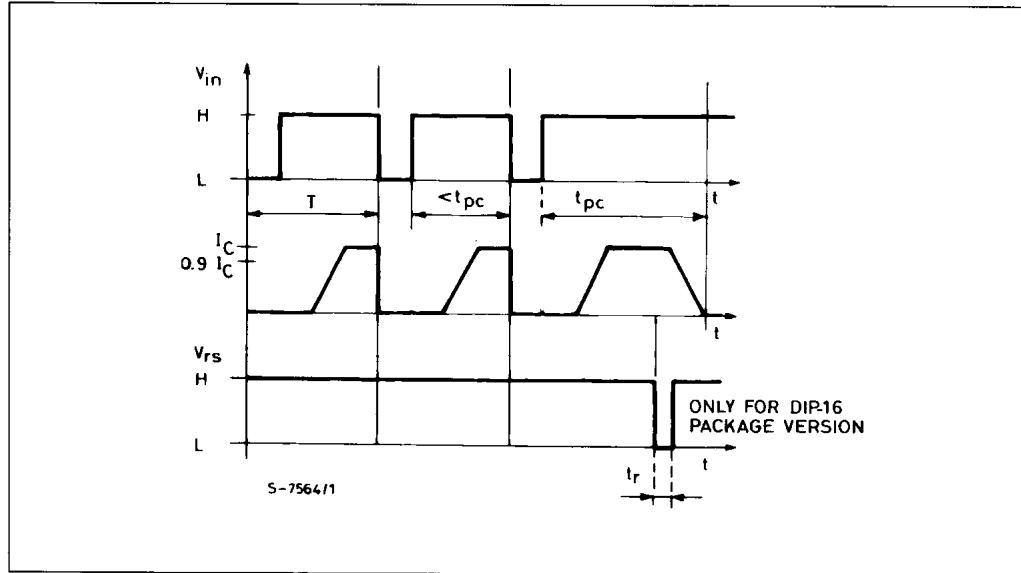 Vin
H
L
t
T
<tpc
tpc
IC
0.9 IC
t
Vrs
H
L
ONLY FOR DIP-16
PACKAGE VERSION
t
tr
S-7564/1